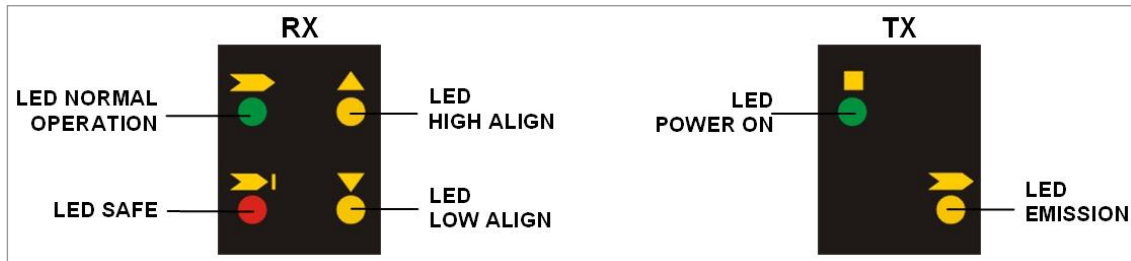 RX
LED NORMAL
OPERATION
LED
HIGH ALIGN
LED SAFE
LED
LOW ALIGN
TX
LED
POWER ON
LED
EMISSION